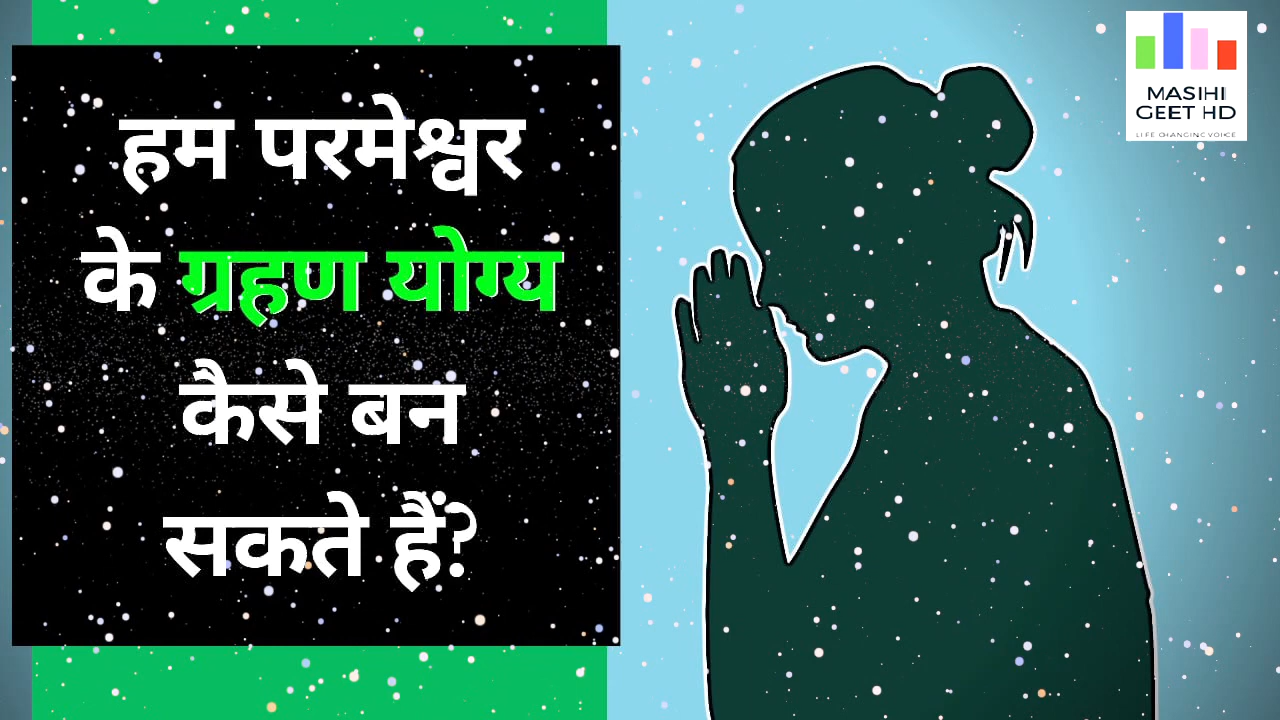 हम परमेश्वर
के ग्रहण योग्य
कैसे बन
सकते हैं?
MASIHI
GEET HD
LIFE CHANGING VOICE